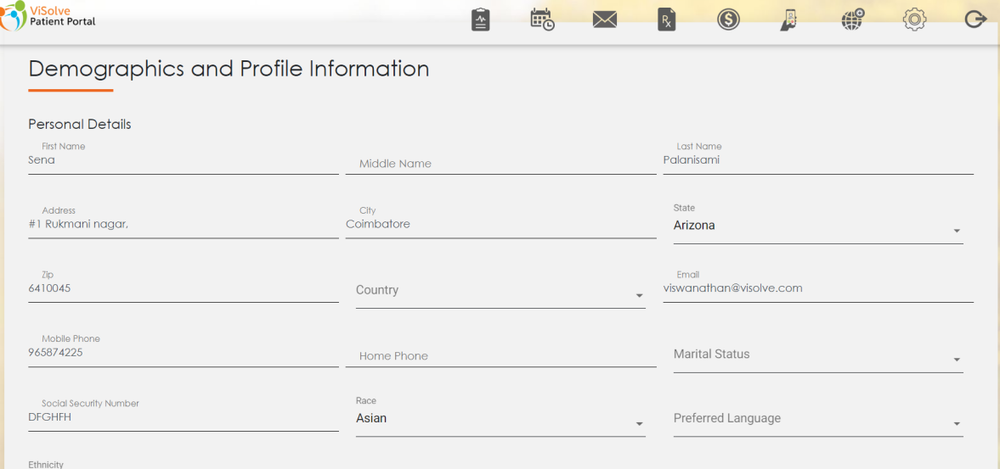 ViSolve
Patient Portal
Rx
$
Demographics and Profile Information
Personal Details
First Name
Sena
Middle Name
Last Name
Palanisami
Address
#1 Rukmani nagar,
City
Coimbatore
State
Arizona
Zip
6410045
Country
Email
viswanathan@visolve.com
Mobile Phone
965874225
Home Phone
Marital Status
Social Security Number
DFGHFH
Race
Asian
Preferred Language
Ethnicity